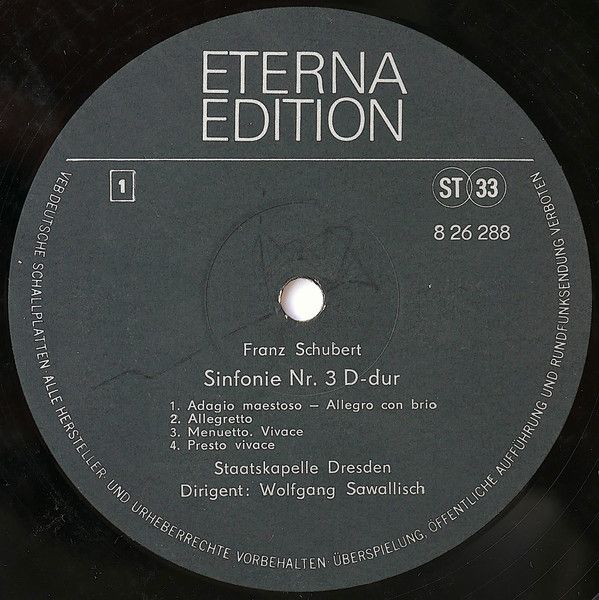 ETERNA
EDITION
1
ST 33
8 26 288
Franz Schubert
Sinfonie Nr. 3 D-dur
1. Adagio maestoso – Allegro con brio
2. Allegretto
3. Menuetto. Vivace
4. Presto vivace
Staatskapelle Dresden
Dirigent: Wolfgang Sawallisch
VEB DEUTSCHE SCHALLPLATTEN · ALLE HERSTELLER- UND URHEBERRECHTE VORBEHALTEN · ÜBERSPIELUNG, ÖFFENTLICHE AUFFÜHRUNG UND RUNDFUNKSENDUNG VERBOTEN